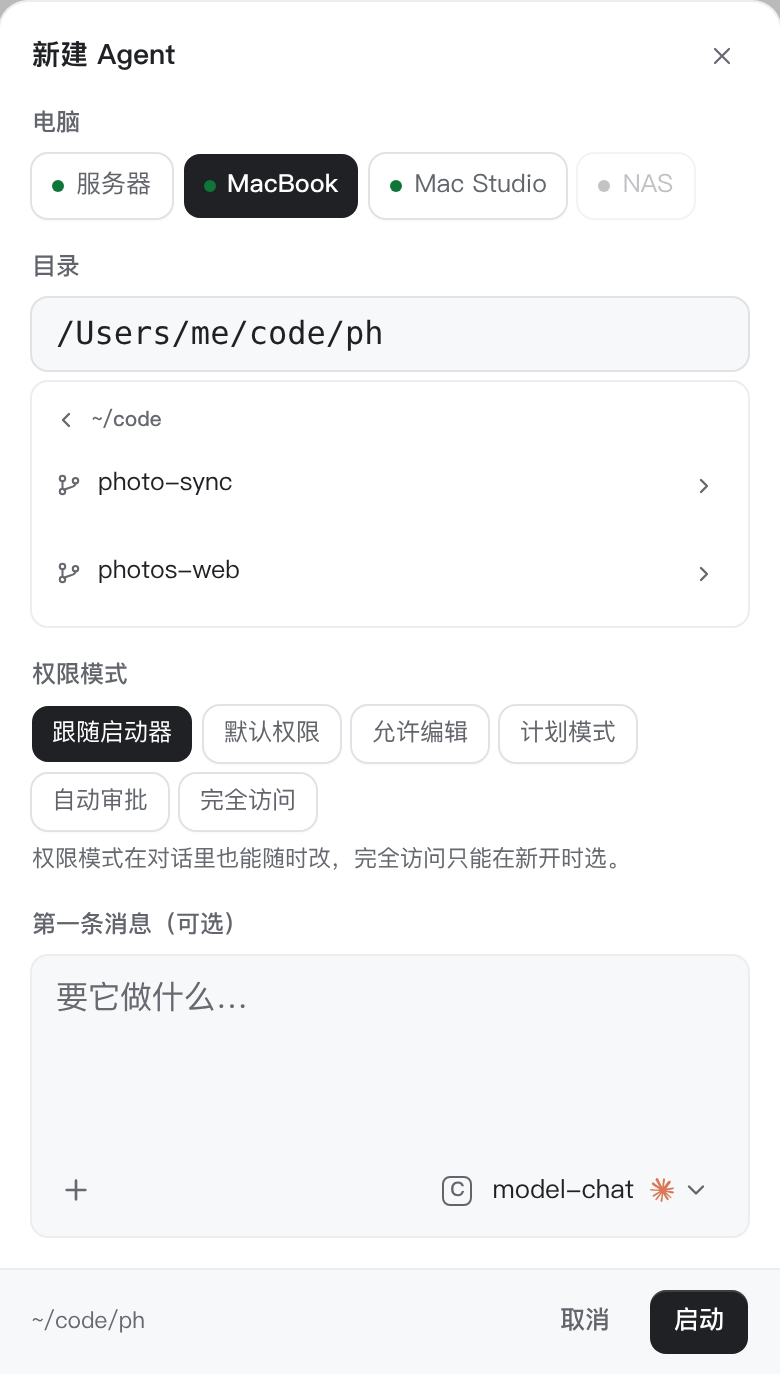 新建 Agent
电脑
服务器 MacBook Mac Studio NAS
目录
/Users/me/code/ph
~/code
photo-sync
photos-web
权限模式
跟随启动器 默认权限 允许编辑 计划模式
自动审批 完全访问
权限模式在对话里也能随时改，完全访问只能在新开时选。
第一条消息（可选）
要它做什么…
C model-chat
~/code/ph 取消 启动